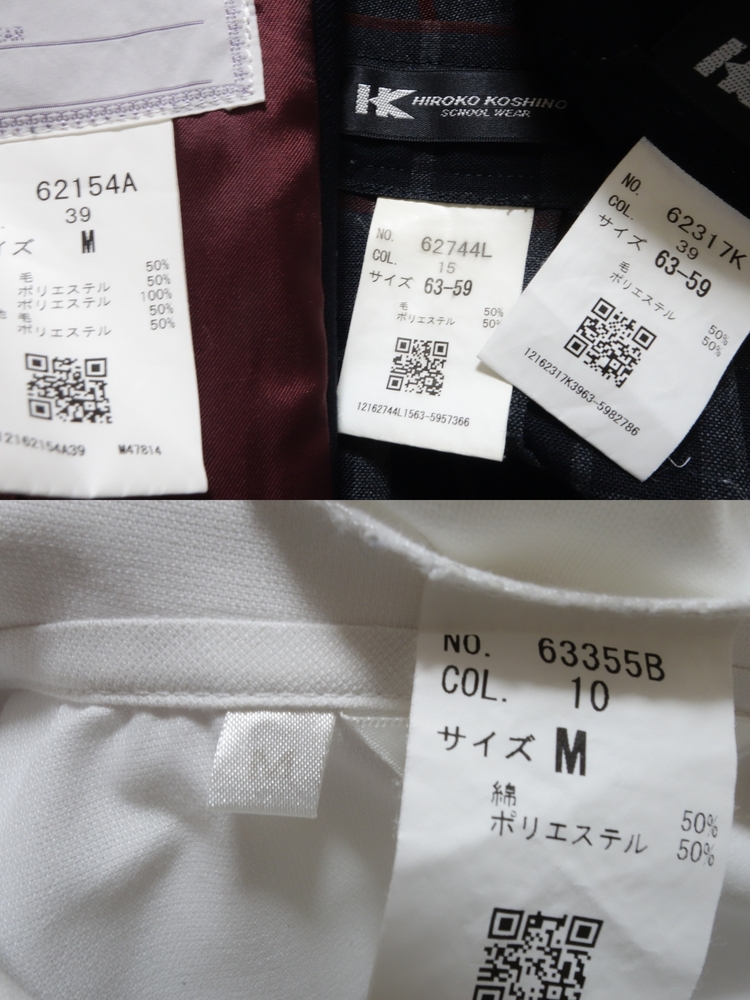 62154A
39
イズ M
毛 50%
ポリエステル 50%
ポリエステル 100%
毛 50%
ポリエステル 50%
12162154A39 M47814
HK HIROKO KOSHINO
SCHOOL WEAR
NO. 62744L
COL. 15
サイズ 63-59
毛 50%
ポリエステル 50%
12162744L1563-5957366
NO. 62317K
COL. 39
サイズ 63-59
毛 50%
ポリエステル 50%
12162317K3963-5982786
NO. 63355B
COL. 10
サイズ M
綿 50%
ポリエステル 50%
M